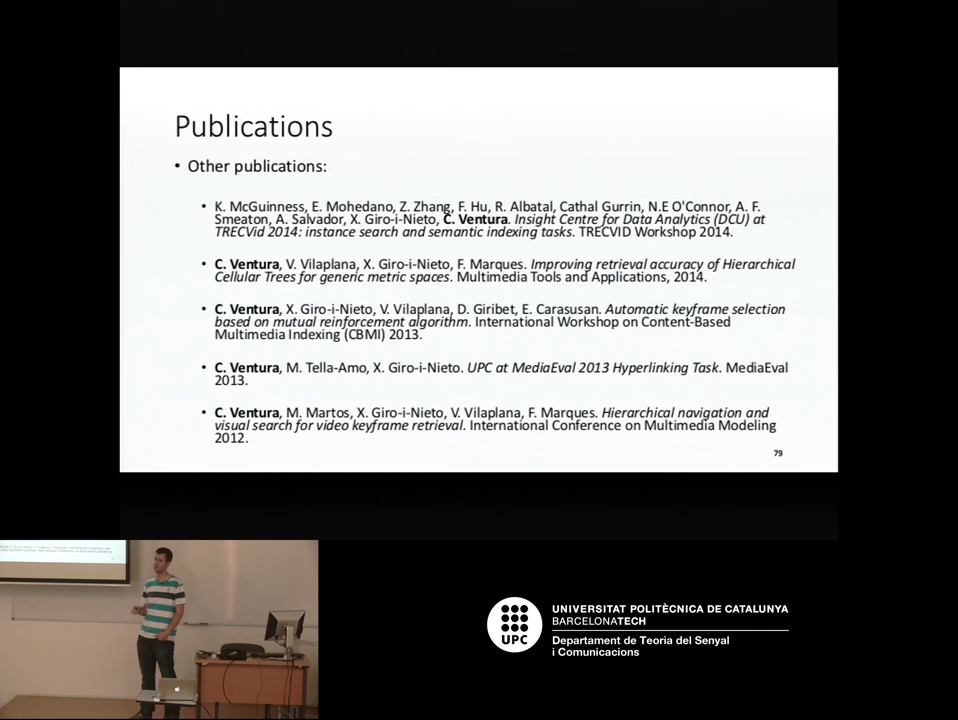 Publications
• Other publications:
• K. McGuinness, E. Mohedano, Z. Zhang, F. Hu, R. Albatal, Cathal Gurrin, N.E O'Connor, A. F.
Smeaton, A. Salvador, X. Giro-i-Nieto, C. Ventura. Insight Centre for Data Analytics (DCU) at
TRECVid 2014: instance search and semantic indexing tasks. TRECVID Workshop 2014.
• C. Ventura, V. Vilaplana, X. Giro-i-Nieto, F. Marques. Improving retrieval accuracy of Hierarchical
Cellular Trees for generic metric spaces. Multimedia Tools and Applications, 2014.
• C. Ventura, X. Giro-i-Nieto, V. Vilaplana, D. Giribet, E. Carasusan. Automatic keyframe selection
based on mutual reinforcement algorithm. International Workshop on Content-Based
Multimedia Indexing (CBMI) 2013.
• C. Ventura, M. Tella-Amo, X. Giro-i-Nieto. UPC at MediaEval 2013 Hyperlinking Task. MediaEval
2013.
• C. Ventura, M. Martos, X. Giro-i-Nieto, V. Vilaplana, F. Marques. Hierarchical navigation and
visual search for video keyframe retrieval. International Conference on Multimedia Modeling
2012.
79
UPC
UNIVERSITAT POLITÈCNICA DE CATALUNYA
BARCELONATECH
Departament de Teoria del Senyal
i Comunicacions